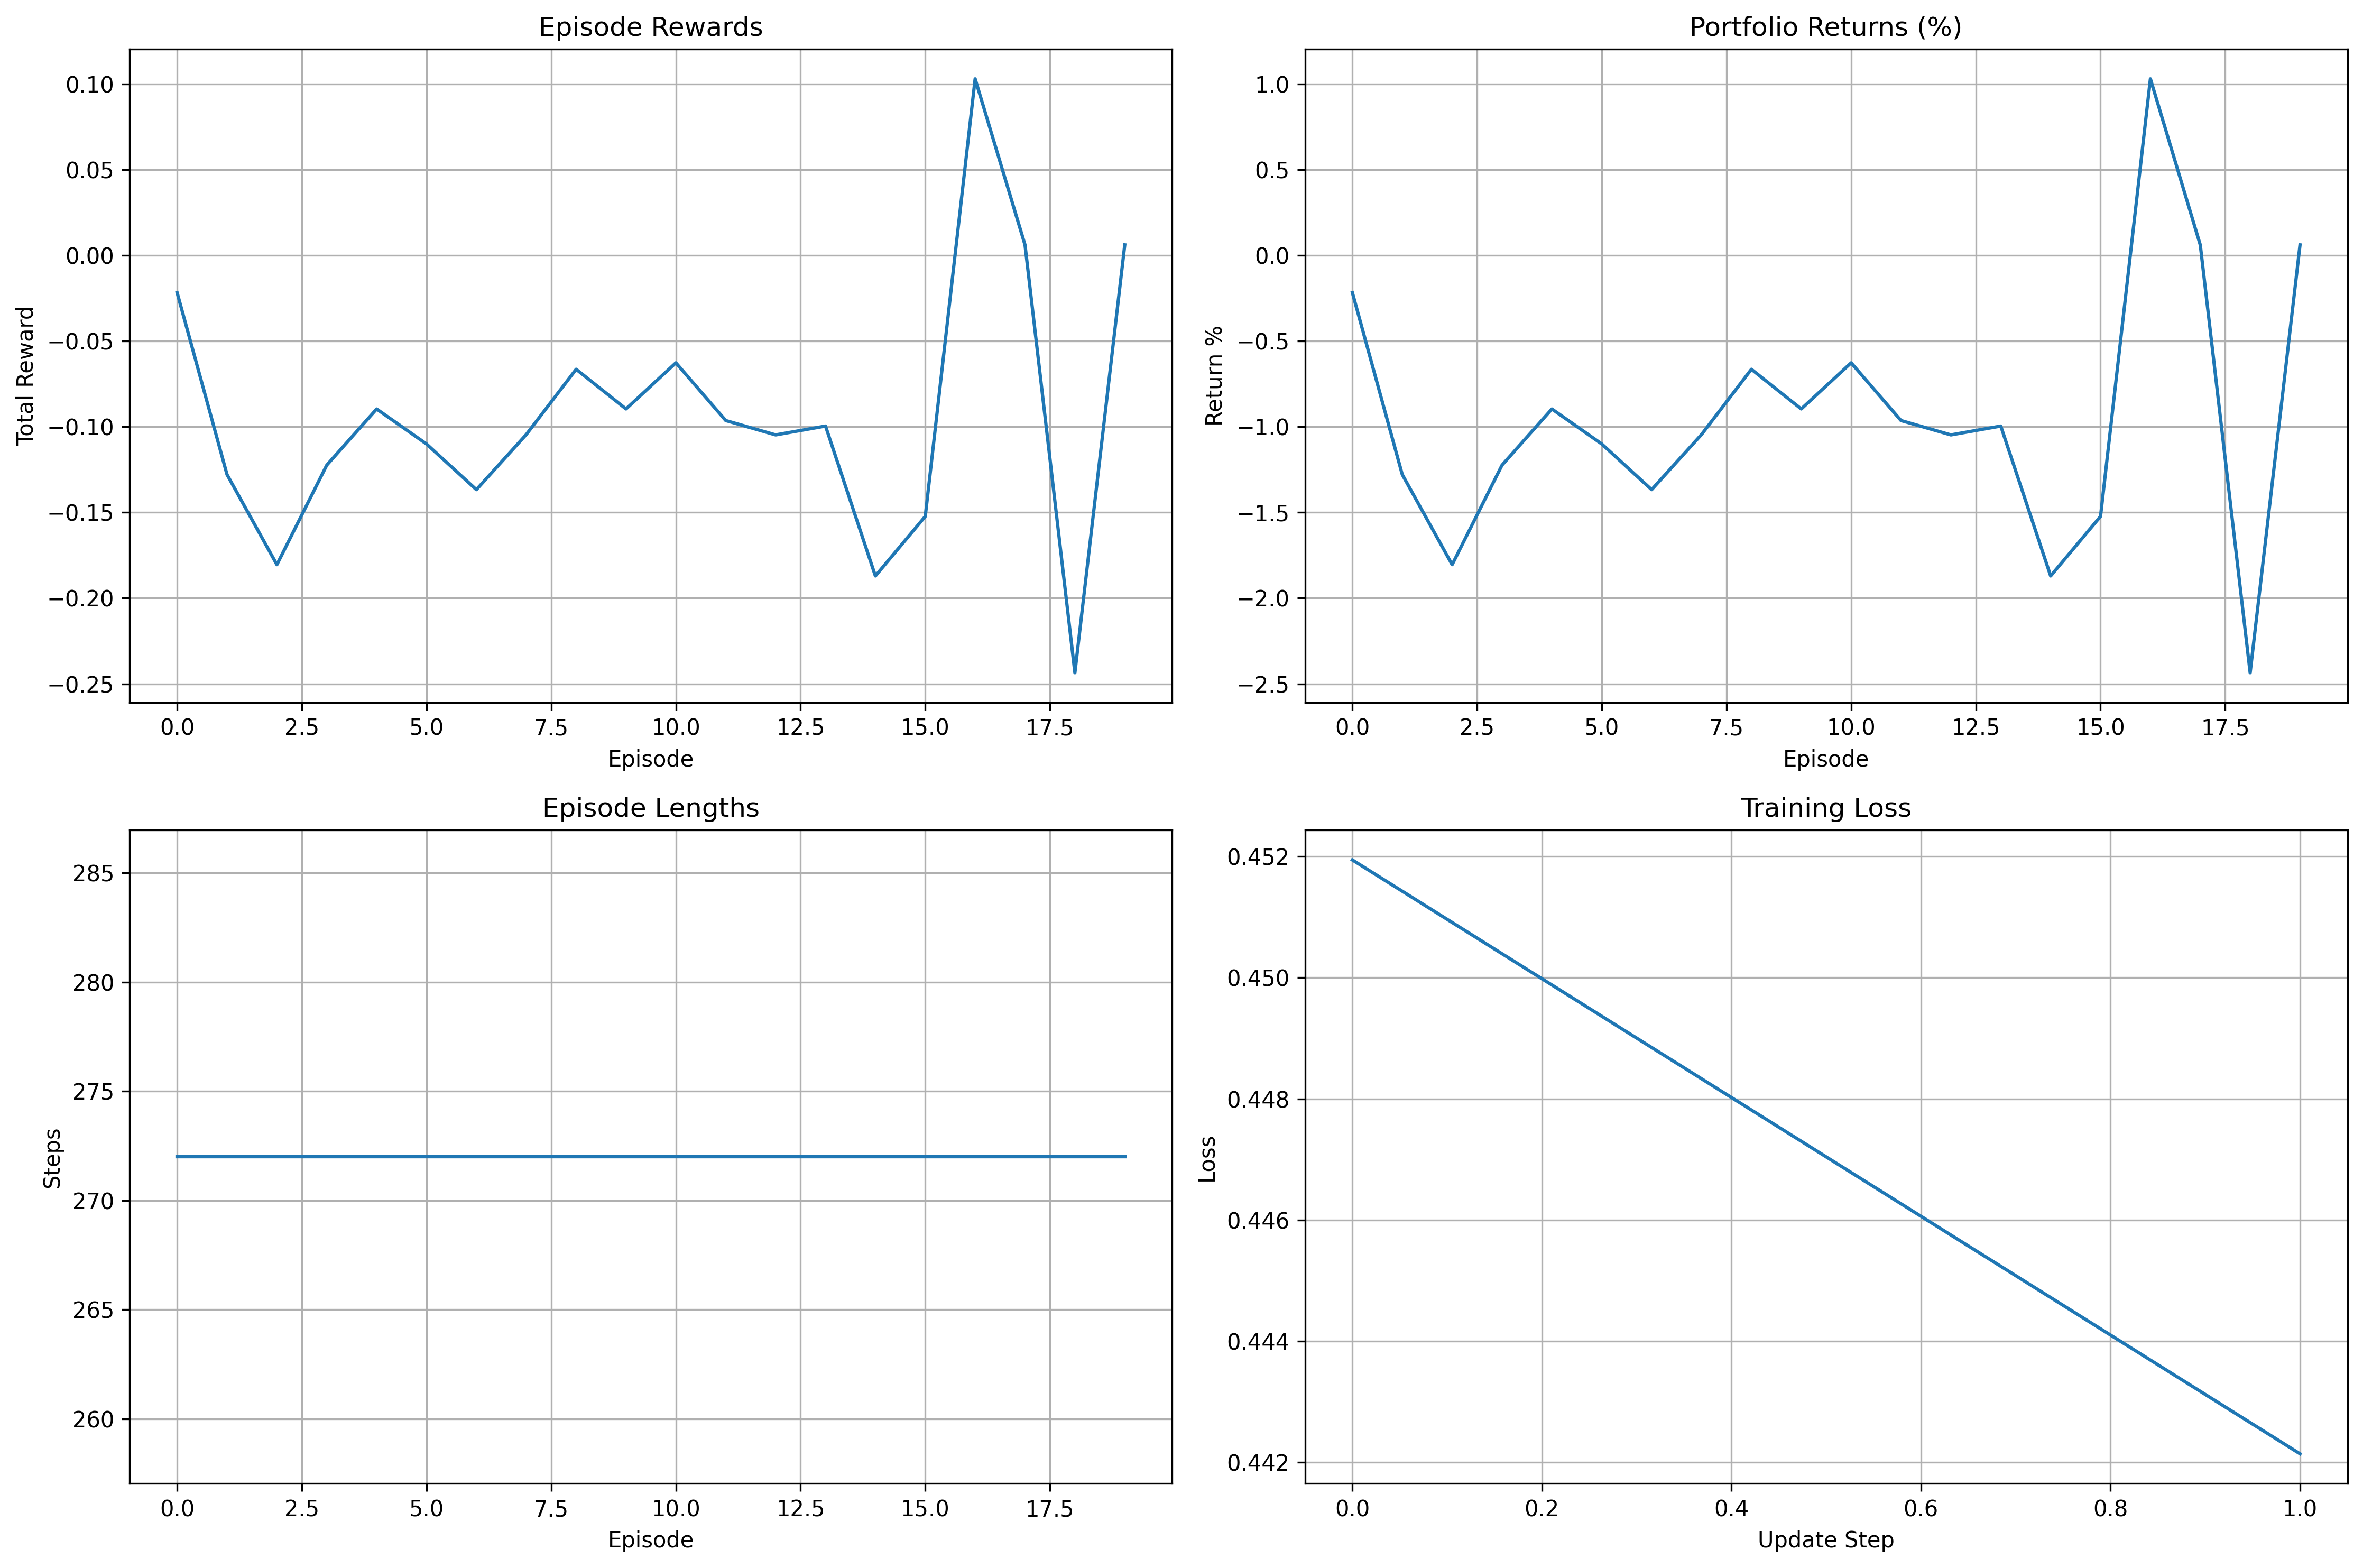 Episode Rewards
Total Reward
0.10
0.05
0.00
−0.05
−0.10
−0.15
−0.20
−0.25
0.0 2.5 5.0 7.5 10.0 12.5 15.0 17.5
Episode
Portfolio Returns (%)
Return %
1.0
0.5
0.0
−0.5
−1.0
−1.5
−2.0
−2.5
0.0 2.5 5.0 7.5 10.0 12.5 15.0 17.5
Episode
Episode Lengths
Steps
285
280
275
270
265
260
0.0 2.5 5.0 7.5 10.0 12.5 15.0 17.5
Episode
Training Loss
Loss
0.452
0.450
0.448
0.446
0.444
0.442
0.0 0.2 0.4 0.6 0.8 1.0
Update Step